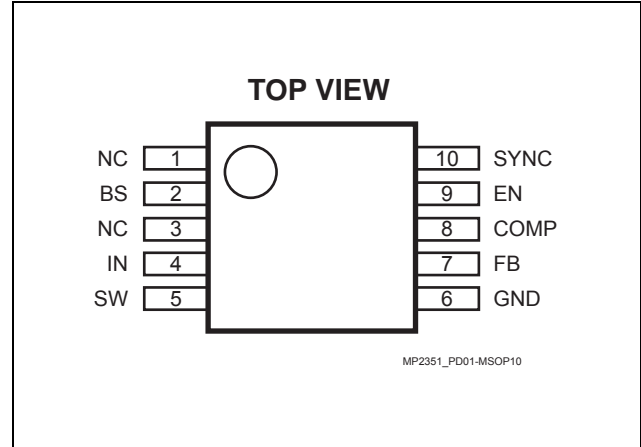 TOP VIEW
NC 1 10 SYNC
BS 2 9 EN
NC 3 8 COMP
IN 4 7 FB
SW 5 6 GND
MP2351_PD01-MSOP10